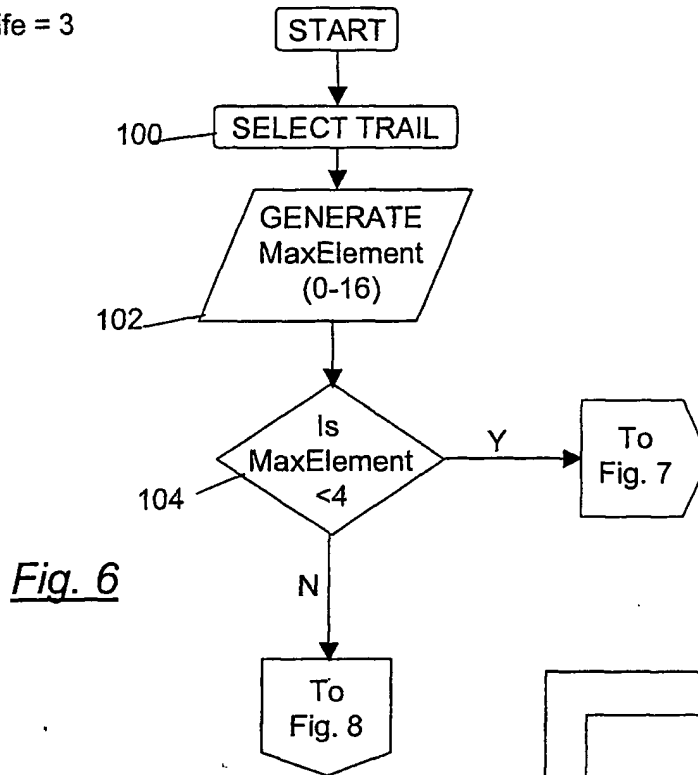 ife = 3
START
100
SELECT TRAIL
GENERATE
MaxElement
(0-16)
102
Is
MaxElement
<4
104
Y
To
Fig. 7
Fig. 6
N
To
Fig. 8